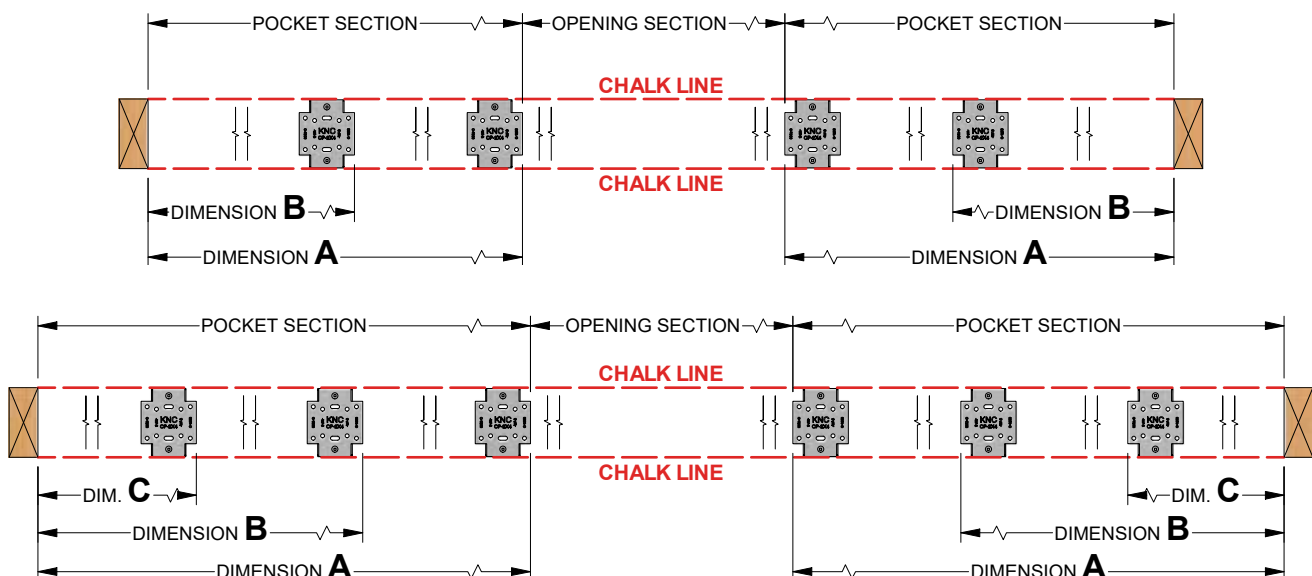 POCKET SECTION OPENING SECTION POCKET SECTION
CHALK LINE
KNC KNC KNC KNC
CHALK LINE
DIMENSION B DIMENSION B
DIMENSION A DIMENSION A
POCKET SECTION OPENING SECTION POCKET SECTION
CHALK LINE
KNC KNC KNC KNC KNC KNC
CHALK LINE
DIM. C DIM. C
DIMENSION B DIMENSION B
DIMENSION A DIMENSION A